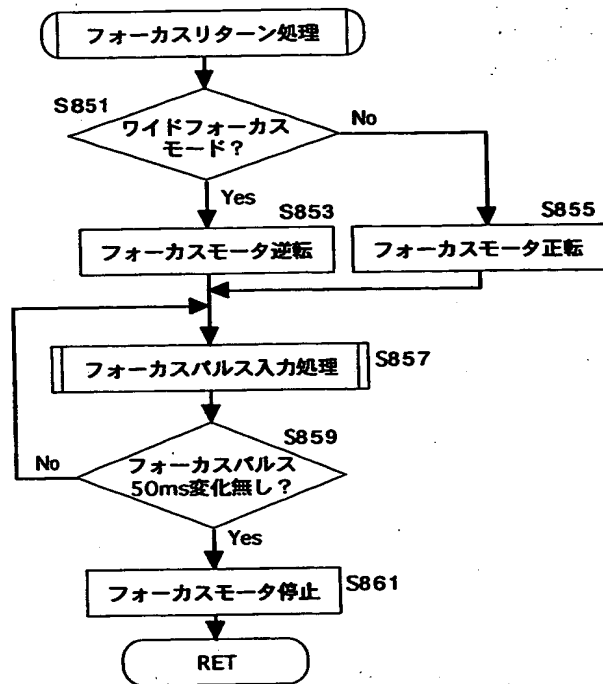 フォーカスリターン処理
S851
ワイドフォーカス
モード？
No
Yes
S853
S855
フォーカスモータ逆転
フォーカスモータ正転
フォーカスパルス入力処理
S857
S859
No
フォーカスパルス
50ms変化無し？
Yes
フォーカスモータ停止
S861
RET